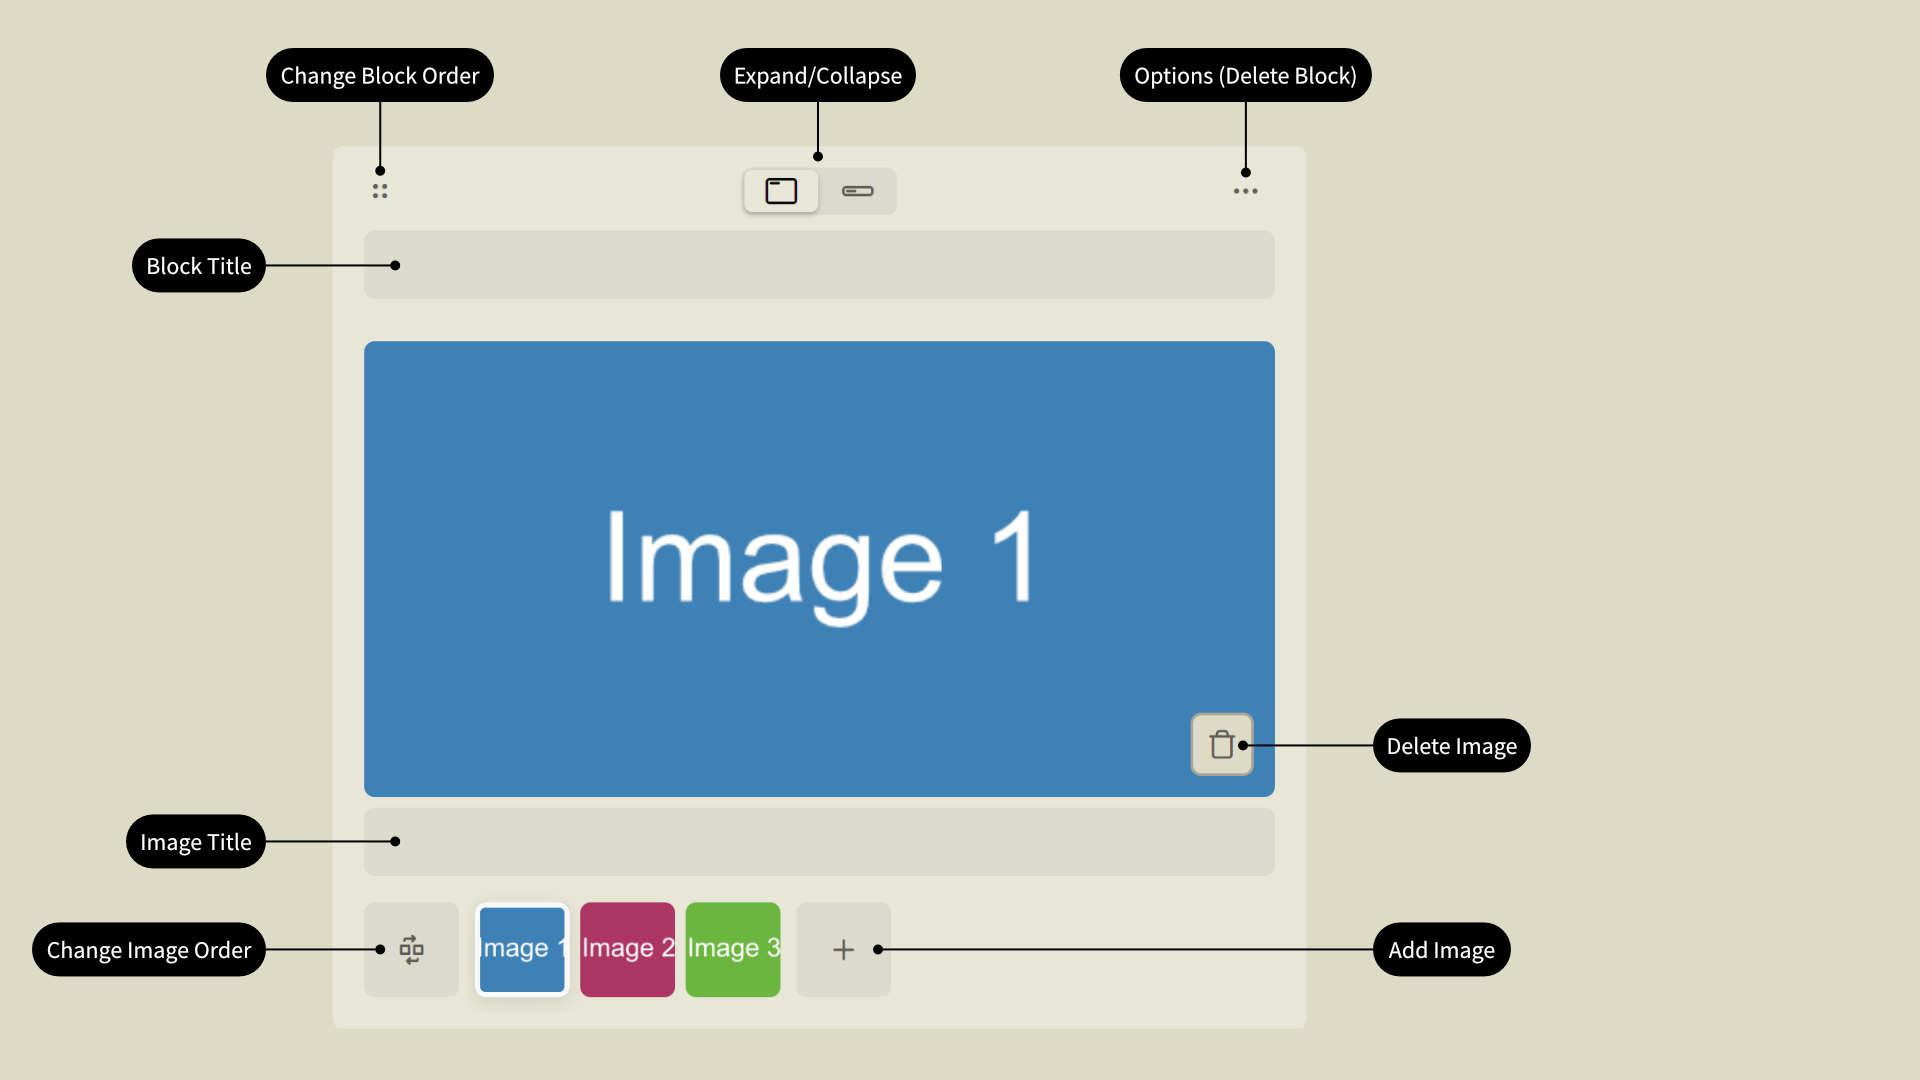 Change Block Order
Expand/Collapse
Options (Delete Block)
Block Title
Image 1
Delete Image
Image Title
Change Image Order
Image 1
Image 2
Image 3
Add Image